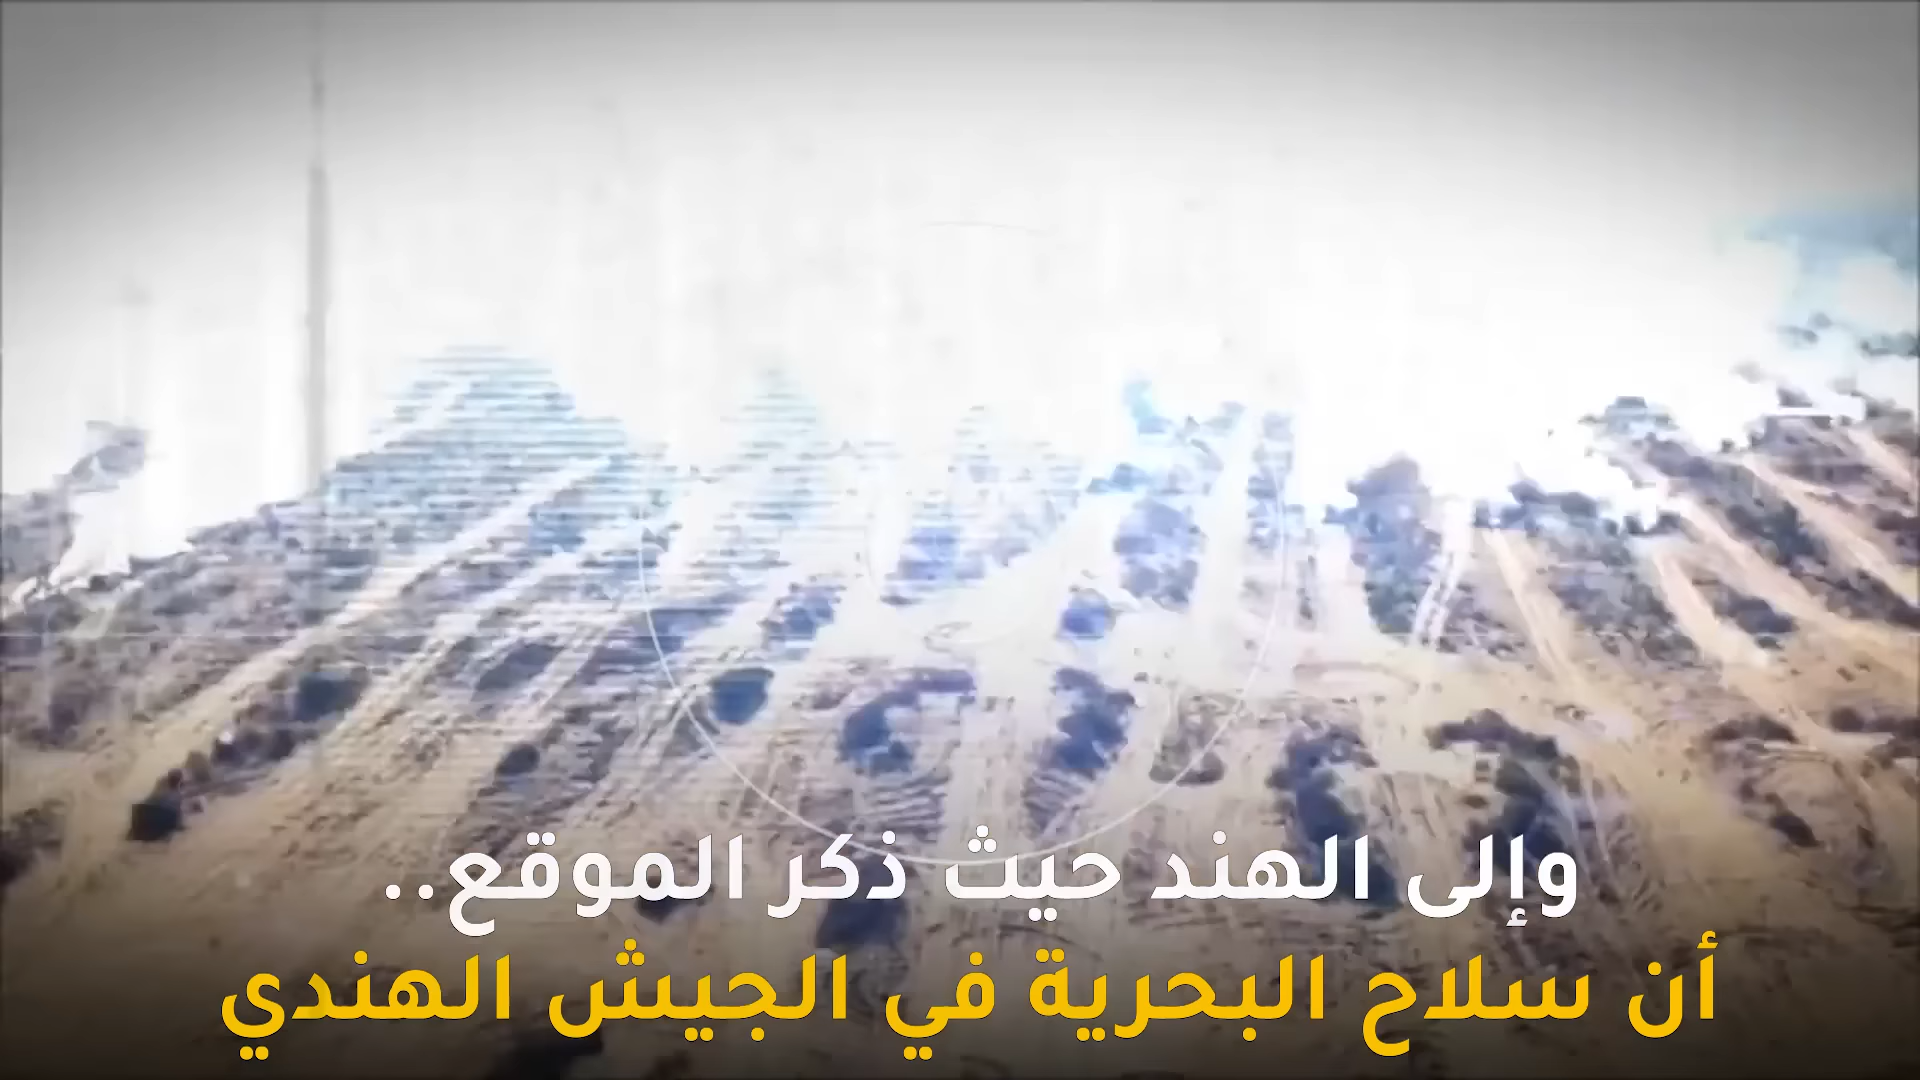 وإلى الهند حيث ذكر الموقع..
أن سلاح البحرية في الجيش الهندي